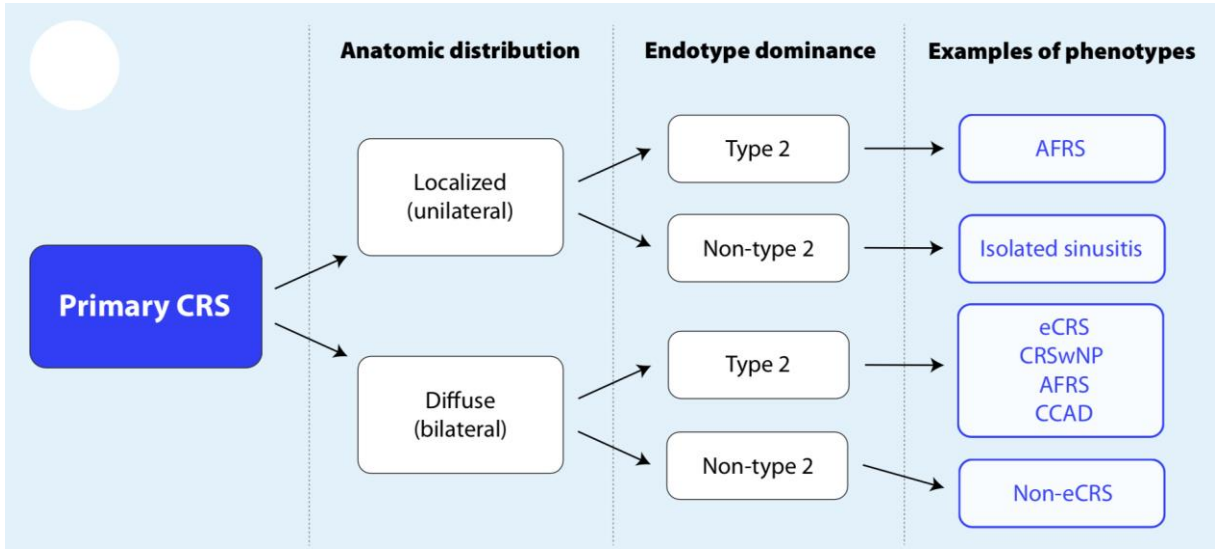 Anatomic distribution
Endotype dominance
Examples of phenotypes
Primary CRS
Localized
(unilateral)
Type 2
AFRS
Non-type 2
Isolated sinusitis
Diffuse
(bilateral)
Type 2
eCRS
CRSwNP
AFRS
CCAD
Non-type 2
Non-eCRS